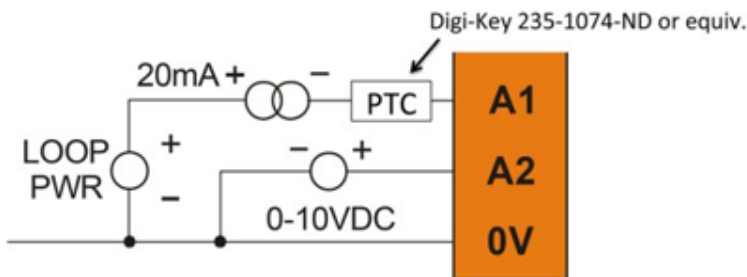 Digi-Key 235-1074-ND or equiv.
20mA + −
PTC
A1
LOOP
PWR
+
−
− +
A2
0-10VDC
0V